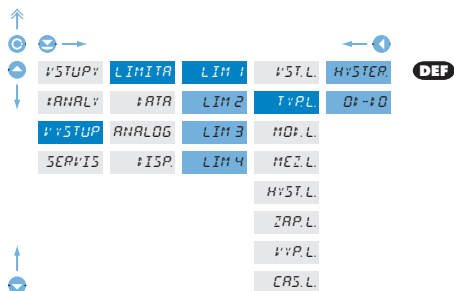 VSTUPY LIMITA LIM 1 VST. L. HYSTER. DEF
KANALY DATA LIM 2 TYP. L. OD-DO
VYSTUP ANALOG LIM 3 MOD. L.
SERVIS DISP. LIM 4 MEZ. L.
HYST. L.
ZAP. L.
VYP. L.
CAS. L.